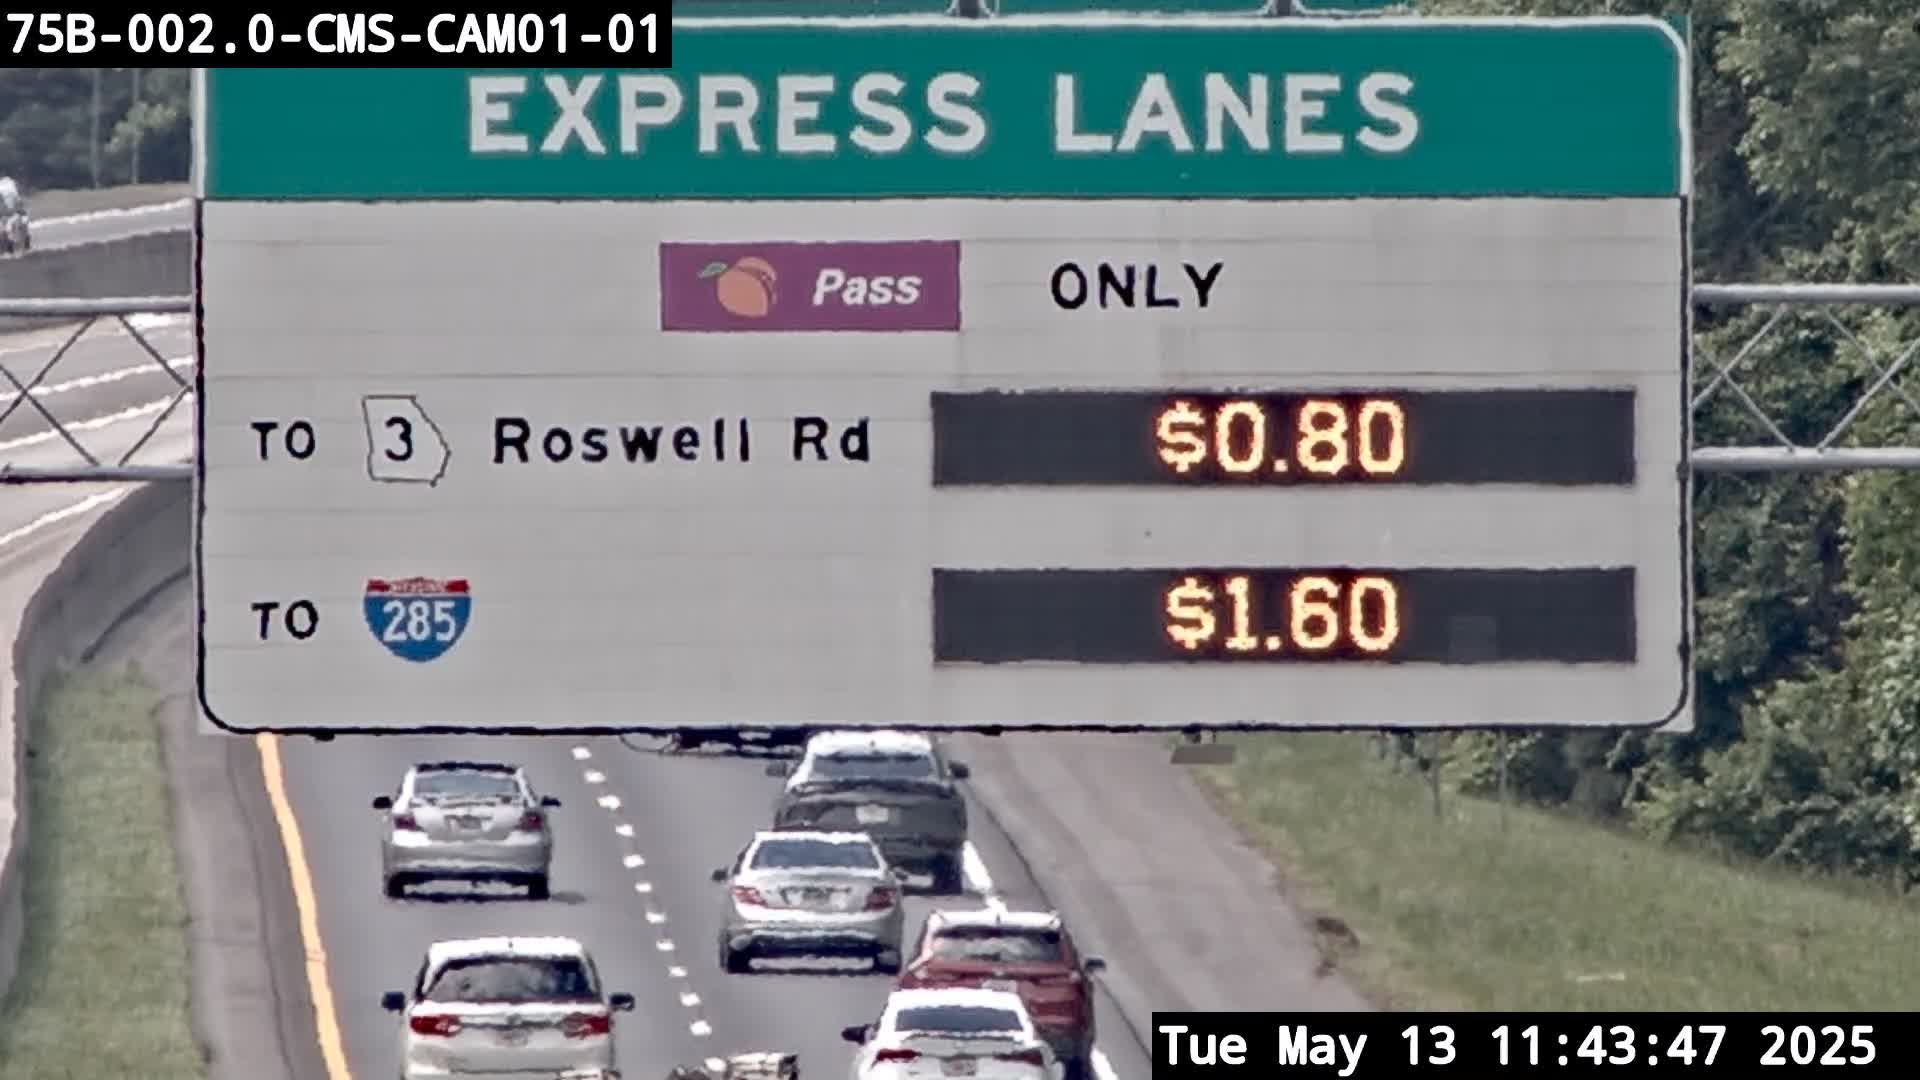 75B-002.0-CMS-CAM01-01
EXPRESS LANES
Pass ONLY
TO 3 Roswell Rd $0.80
TO 285 $1.60
Tue May 13 11:43:47 2025